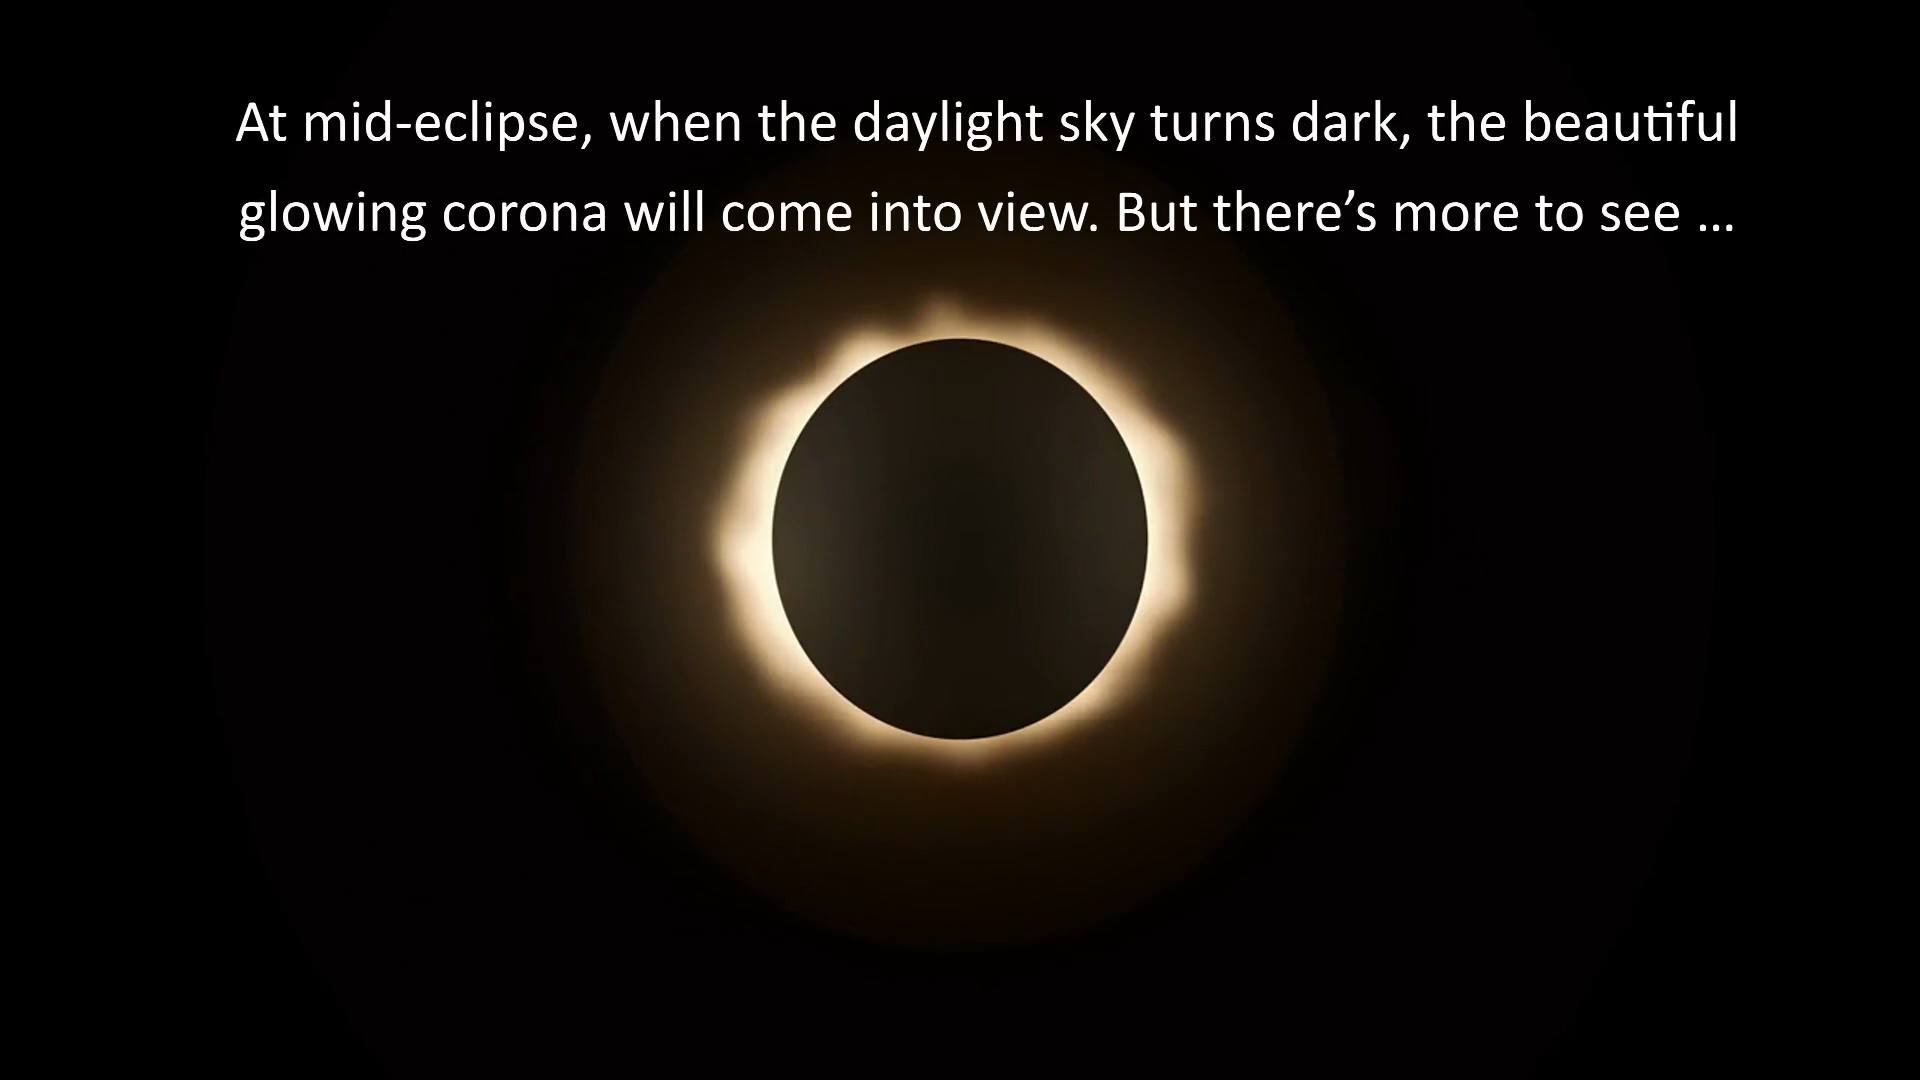 At mid-eclipse, when the daylight sky turns dark, the beautiful
glowing corona will come into view. But there’s more to see ...